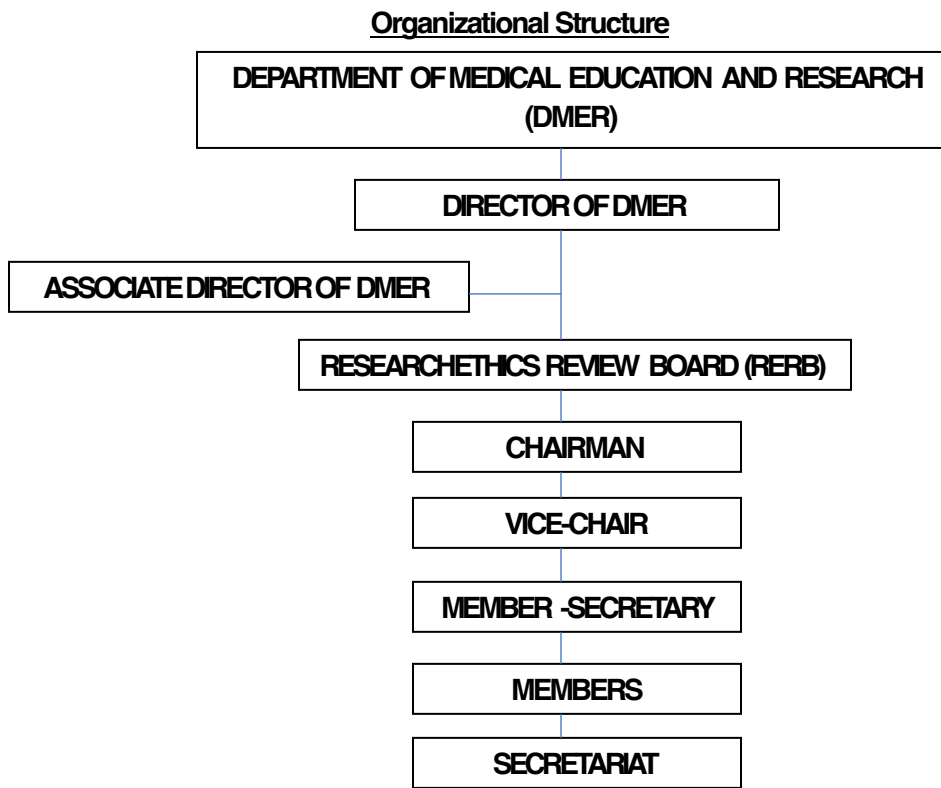 Organizational Structure
DEPARTMENT OF MEDICAL EDUCATION AND RESEARCH
(DMER)
DIRECTOR OF DMER
ASSOCIATE DIRECTOR OF DMER
RESEARCHETHICS REVIEW BOARD (RERB)
CHAIRMAN
VICE-CHAIR
MEMBER -SECRETARY
MEMBERS
SECRETARIAT